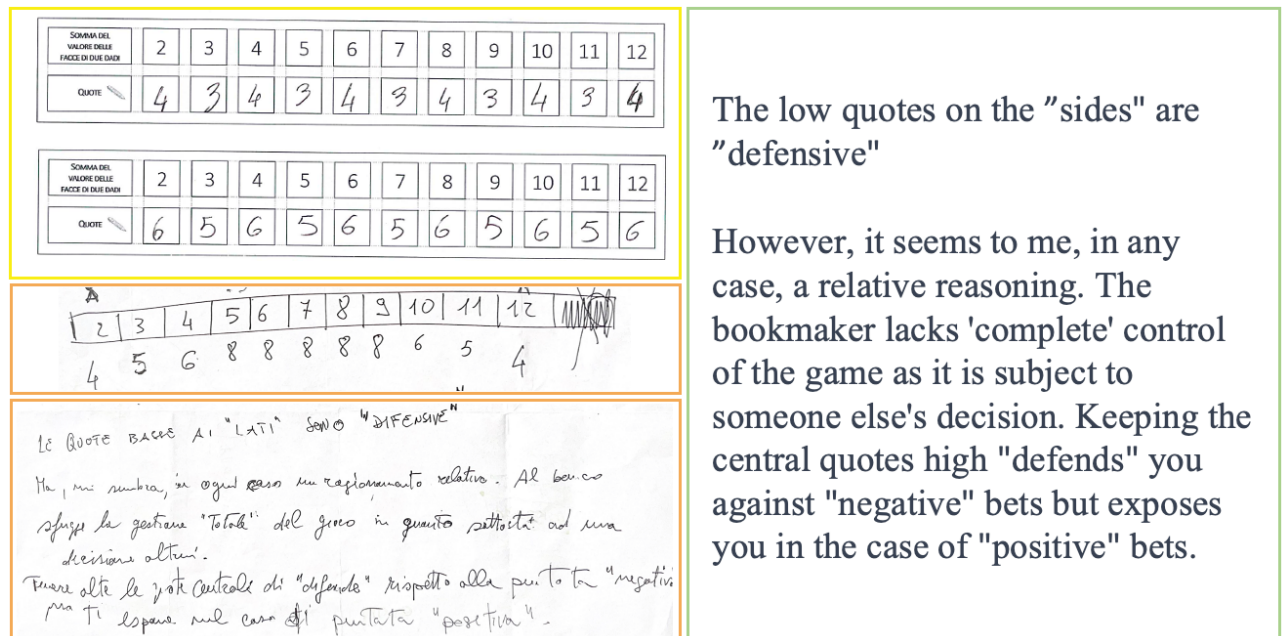 SOMMA DEL
VALORE DELLE
FACCE DI DUE DADI
2 3 4 5 6 7 8 9 10 11 12
QUOTE
4 3 4 3 4 3 4 3 4 3 4
SOMMA DEL
VALORE DELLE
FACCE DI DUE DADI
2 3 4 5 6 7 8 9 10 11 12
QUOTE
6 5 6 5 6 5 6 5 6 5 6
2 3 4 5 6 7 8 9 10 11 12
4 5 6 8 8 8 8 8 6 5 4
LE QUOTE BASSE AI "LATI" SONO "DIFENSIVE"
Ma, mi sembra, in ogni caso un ragionamento relativo. Al banco
sfugge la gestione "Totale" del gioco in quanto ad una
decisione altrui.
Tenere alte le quote centrali di "difende" rispetto alla puntata "negativ
ma ti espone nel caso di puntata "positiva".
The low quotes on the "sides" are
"defensive"
However, it seems to me, in any
case, a relative reasoning. The
bookmaker lacks 'complete' control
of the game as it is subject to
someone else's decision. Keeping the
central quotes high "defends" you
against "negative" bets but exposes
you in the case of "positive" bets.